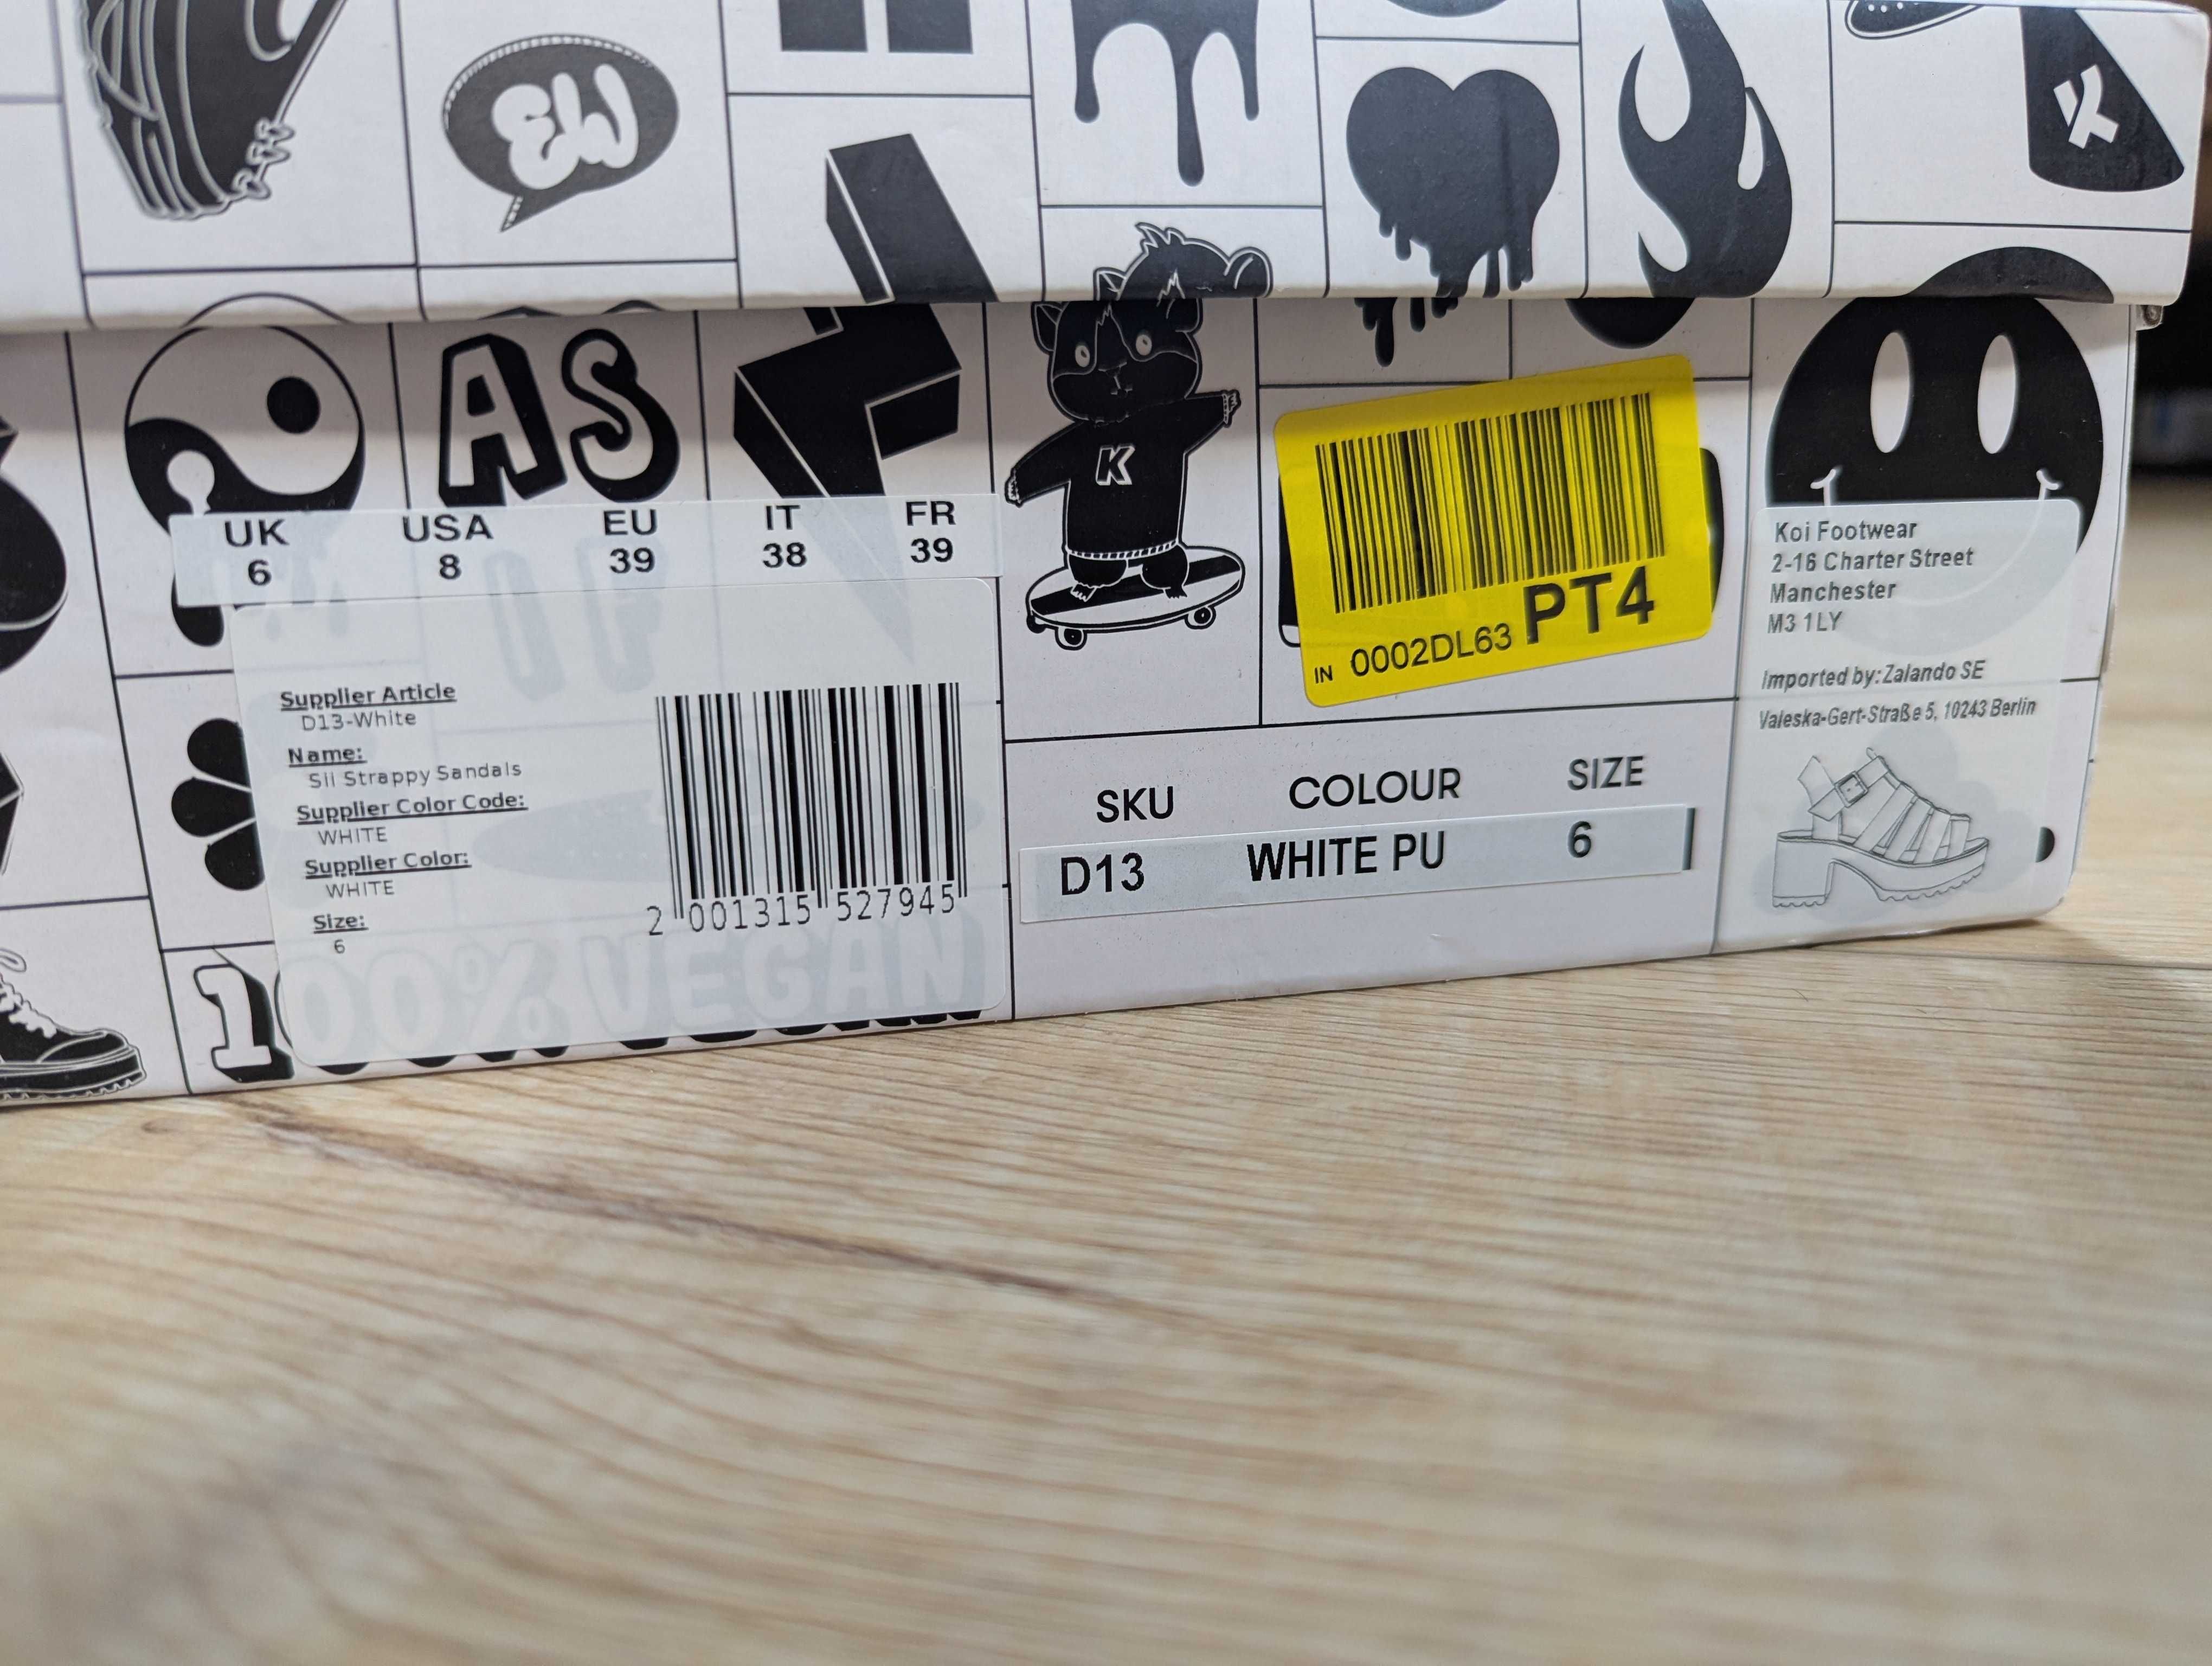 EW
K
AS
K
UK USA EU IT FR
6 8 39 38 39
Supplier Article
D13-White
Name:
Sii Strappy Sandals
Supplier Color Code:
WHITE
Supplier Color:
WHITE
Size:
6
2 001315 527945
100% VEGAN
IN 0002DL63 PT4
SKU COLOUR SIZE
D13 WHITE PU 6
Koi Footwear
2-16 Charter Street
Manchester
M3 1LY
Imported by: Zalando SE
Valeska-Gert-Straße 5, 10243 Berlin